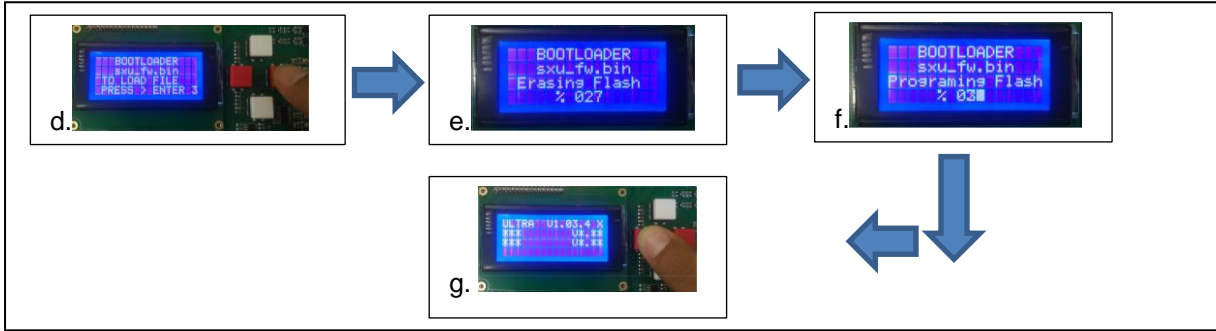 BOOTLOADER
sxu_fw.bin
TO LOAD FILE
PRESS > ENTER 3
d.
BOOTLOADER
sxu_fw.bin
Erasing Flash
% 027
e.
BOOTLOADER
sxu_fw.bin
Programing Flash
% 03
f.
ULTRA V1.03.4 X
*** V*.**
*** V*.**
g.